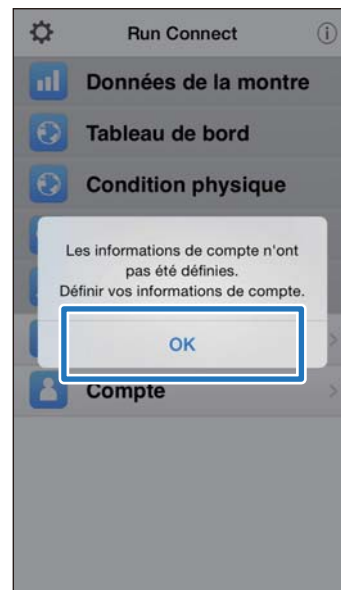 Run Connect
Données de la montre
Tableau de bord
Condition physique
Les informations de compte n'ont
pas été définies.
Définir vos informations de compte.
OK
Compte